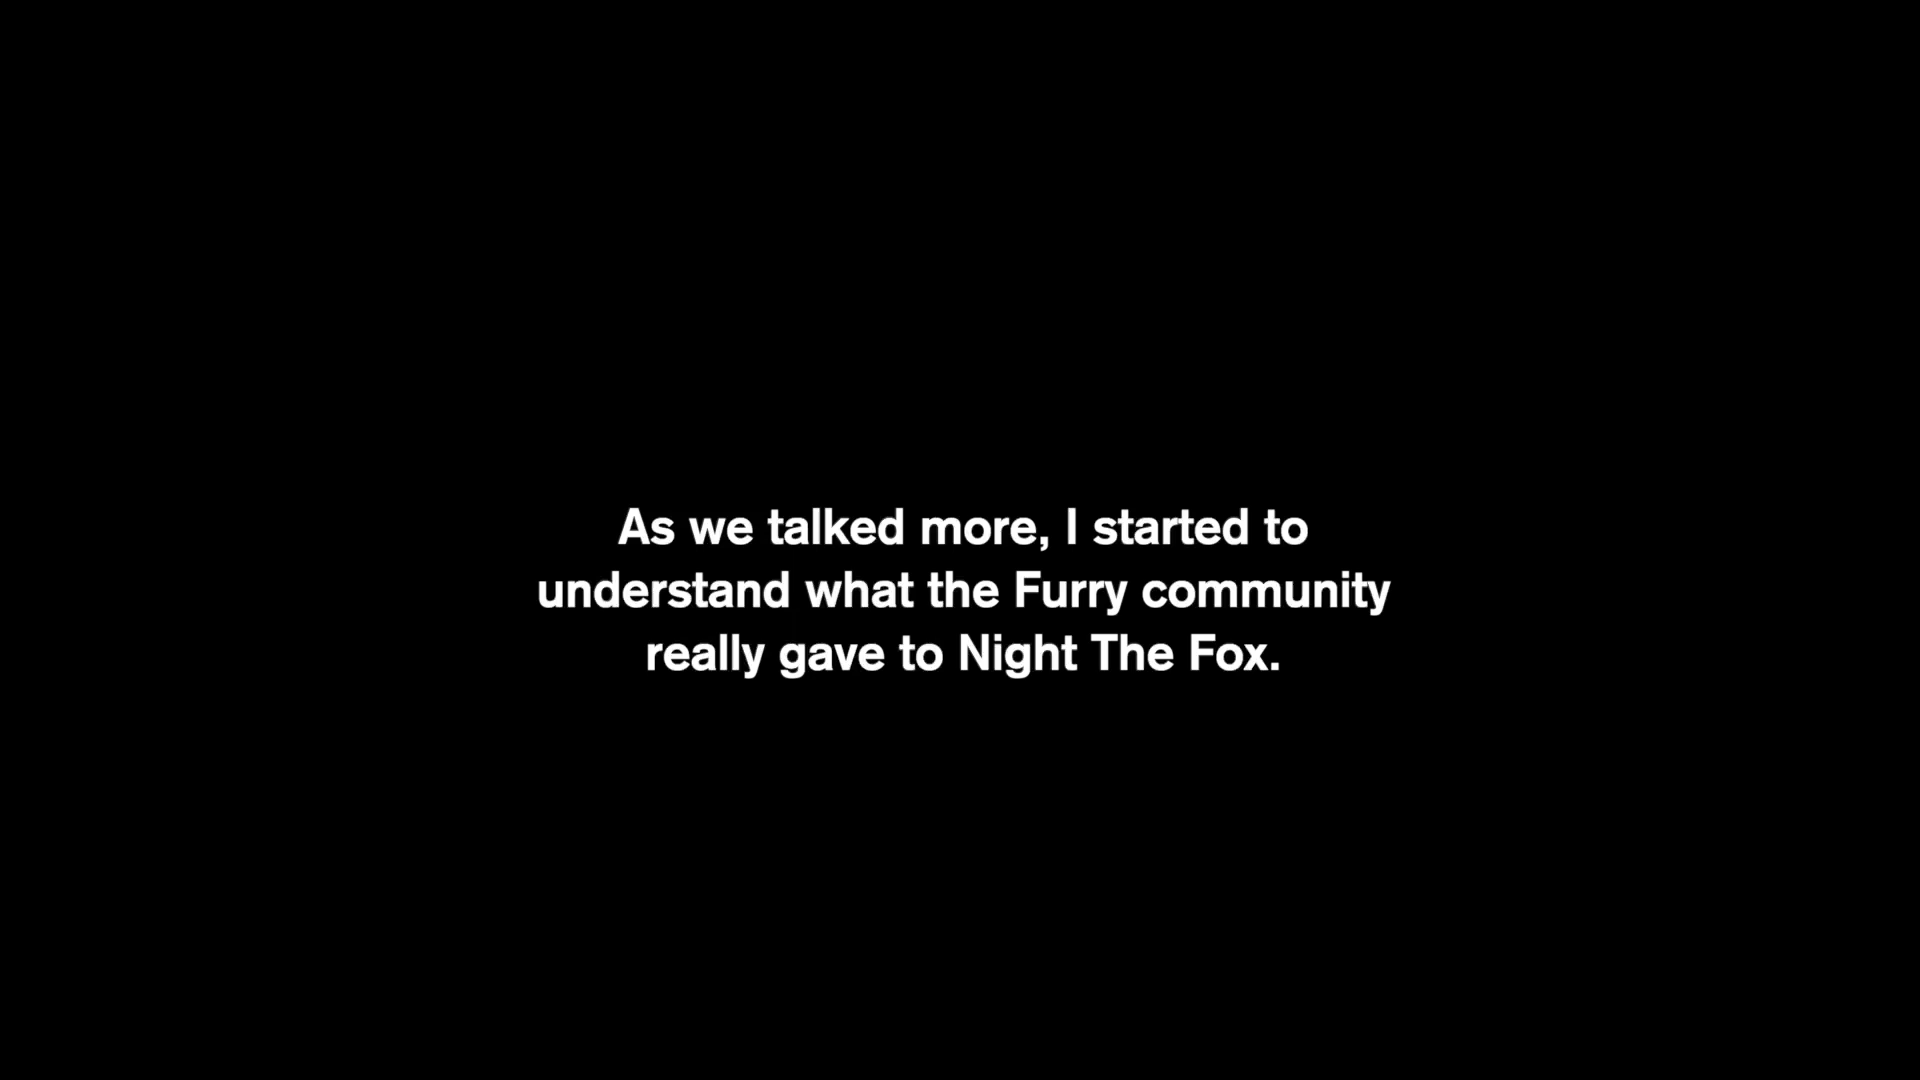 As we talked more, I started to
understand what the Furry community
really gave to Night The Fox.